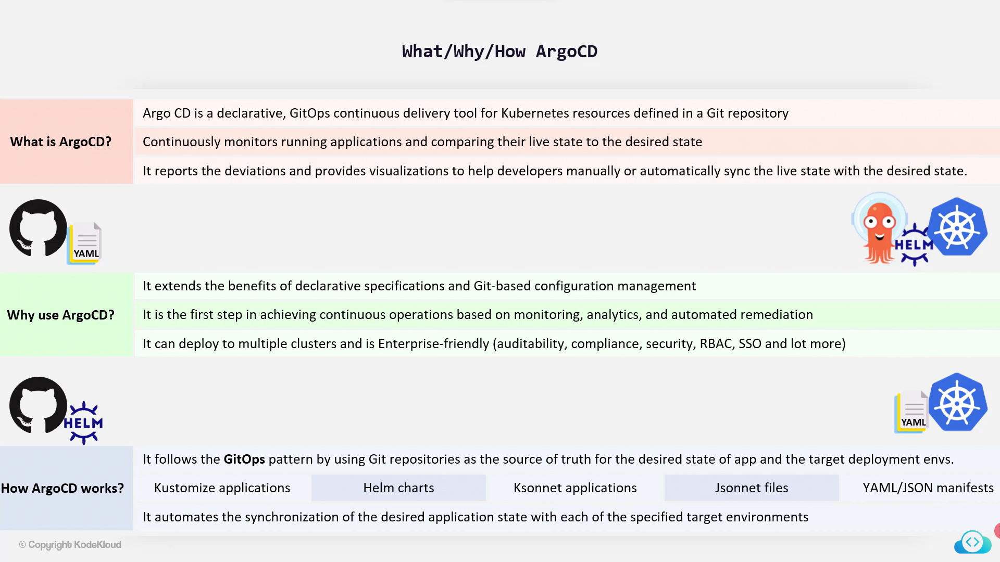 What/Why/How ArgoCD
What is ArgoCD?
Argo CD is a declarative, GitOps continuous delivery tool for Kubernetes resources defined in a Git repository
Continuously monitors running applications and comparing their live state to the desired state
It reports the deviations and provides visualizations to help developers manually or automatically sync the live state with the desired state.
YAML
HELM
Why use ArgoCD?
It extends the benefits of declarative specifications and Git-based configuration management
It is the first step in achieving continuous operations based on monitoring, analytics, and automated remediation
It can deploy to multiple clusters and is Enterprise-friendly (auditability, compliance, security, RBAC, SSO and lot more)
HELM
YAML
How ArgoCD works?
It follows the GitOps pattern by using Git repositories as the source of truth for the desired state of app and the target deployment envs.
Kustomize applications Helm charts Ksonnet applications Jsonnet files YAML/JSON manifests
It automates the synchronization of the desired application state with each of the specified target environments
© Copyright KodeKloud